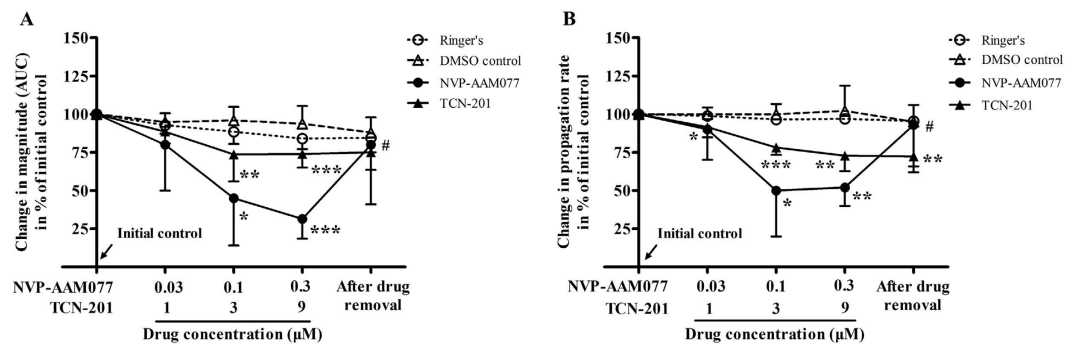 A
Change in magnitude (AUC)
in % of initial control
150
125
100
75
50
25
Ringer's
DMSO control
NVP-AAM077
TCN-201
**
***
*
***
#
Initial control
NVP-AAM077 0.03 0.1 0.3 After drug
TCN-201 1 3 9 removal
Drug concentration (µM)
B
Change in propagation rate
in % of initial control
150
125
100
75
50
25
Ringer's
DMSO control
NVP-AAM077
TCN-201
*
***
**
**
*
**
#
Initial control
NVP-AAM077 0.03 0.1 0.3 After drug
TCN-201 1 3 9 removal
Drug concentration (µM)